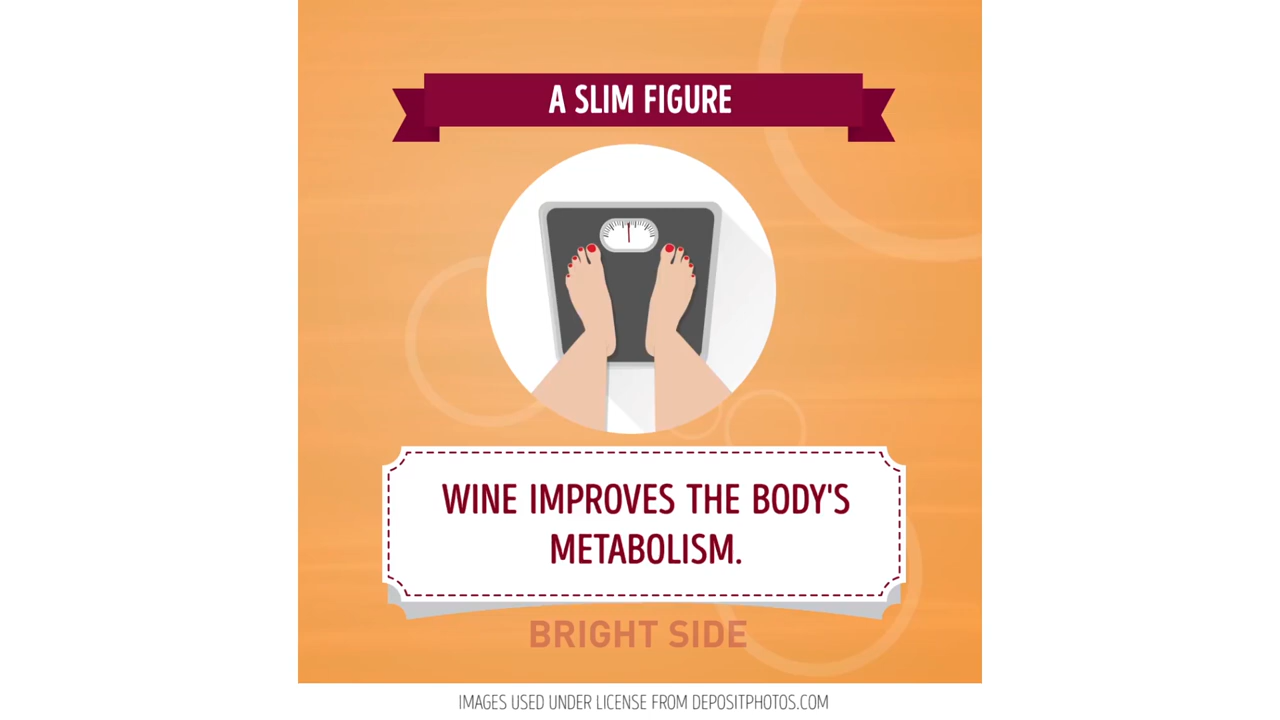 A SLIM FIGURE
WINE IMPROVES THE BODY'S
METABOLISM.
BRIGHT SIDE
IMAGES USED UNDER LICENSE FROM DEPOSITPHOTOS.COM